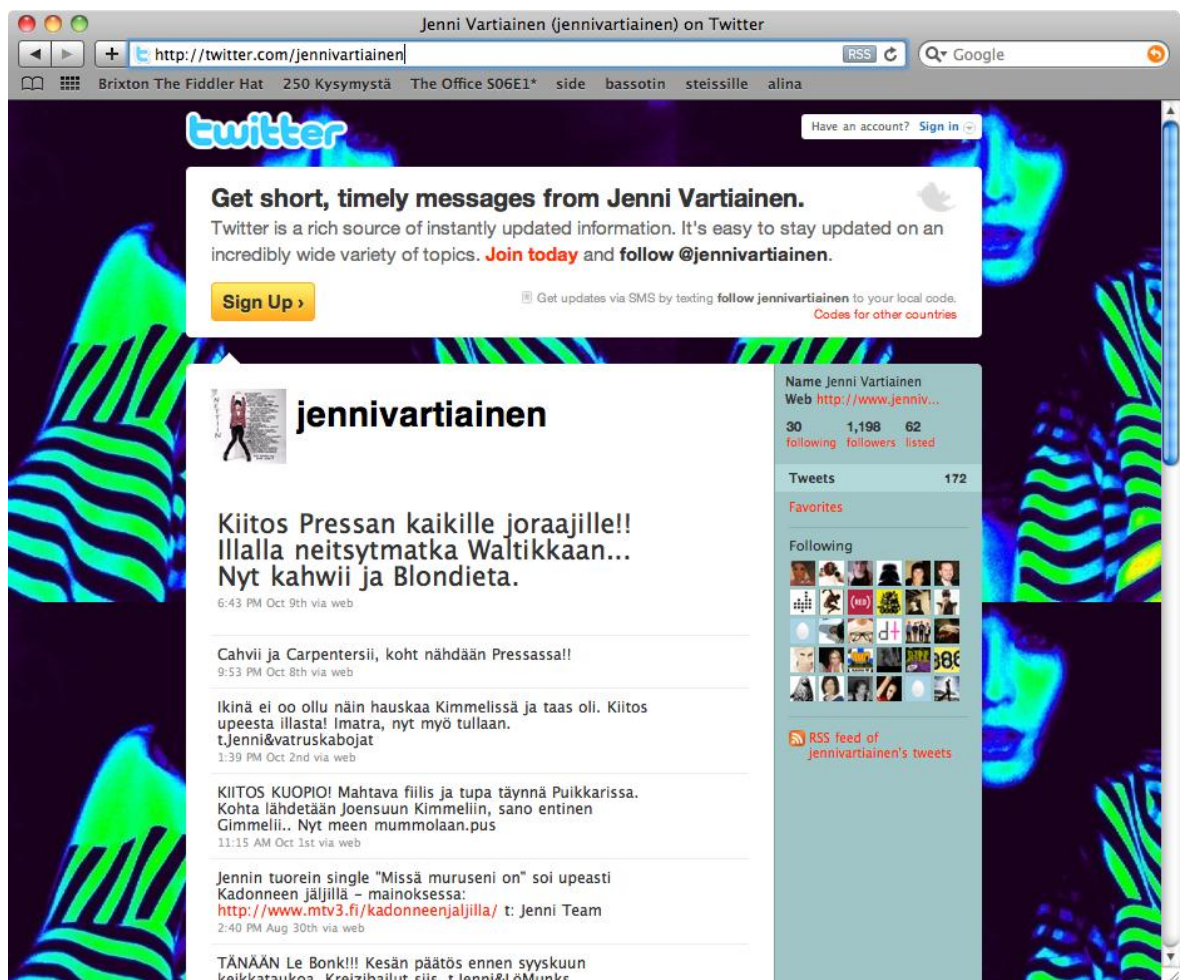 Jenni Vartiainen (jennivartiainen) on Twitter
http://twitter.com/jennivartiainen
RSS
Google
Brixton The Fiddler Hat 250 Kysymystä The Office S06E1* side bassotin steissille alina
twitter
Have an account? Sign in
Get short, timely messages from Jenni Vartiainen.
Twitter is a rich source of instantly updated information. It's easy to stay updated on an
incredibly wide variety of topics. Join today and follow @jennivartiainen.
Sign Up ›
Get updates via SMS by texting follow jennivartiainen to your local code.
Codes for other countries
jennivartiainen
Kiitos Pressan kaikille joraajille!!
Illalla neitsytmatka Waltikkaan...
Nyt kahwii ja Blondieta.
6:43 PM Oct 9th via web
Cahvii ja Carpentersii, koht nähdään Pressassa!!
9:53 PM Oct 8th via web
Ikinä ei oo ollu näin hauskaa Kimmelissä ja taas oli. Kiitos
upeesta illasta! Imatra, nyt myö tullaan.
t.Jenni&vatruskabojat
1:39 PM Oct 2nd via web
KIITOS KUOPIO! Mahtava fiilis ja tupa täynnä Puikkarissa.
Kohta lähdetään Joensuun Kimmeliin, sano entinen
Gimmelii.. Nyt meen mummolaan.pus
11:15 AM Oct 1st via web
Jennin tuorein single "Missä muruseni on" soi upeasti
Kadonneen jäljillä – mainoksessa:
http://www.mtv3.fi/kadonneenjaljilla/ t: Jenni Team
2:40 PM Aug 30th via web
TÄNÄÄN Le Bonk!!! Kesän päätös ennen syyskuun
keikkataukoa. Kreizibailut siis. t.Jenni&LöMunks
Name Jenni Vartiainen
Web http://www.jenniv...
30 1,198 62
following followers listed
Tweets 172
Favorites
Following
(RED)
RSS feed of
jennivartiainen's tweets